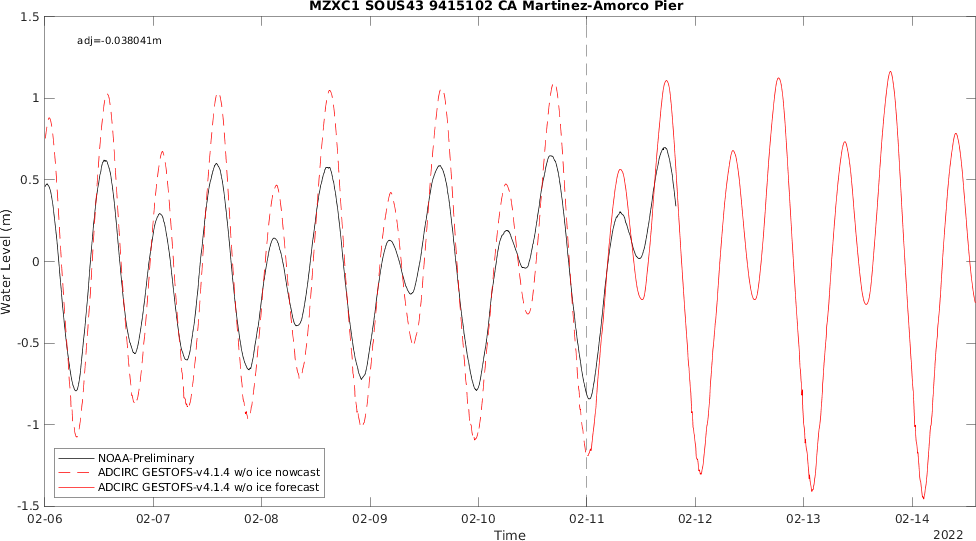 MZXC1 SOUS43 9415102 CA Martinez-Amorco Pier
1.5
adj=-0.038041m
1
0.5
0
-0.5
-1
-1.5
Water Level (m)
NOAA-Preliminary
ADCIRC GESTOFS-v4.1.4 w/o ice nowcast
ADCIRC GESTOFS-v4.1.4 w/o ice forecast
02-06 02-07 02-08 02-09 02-10 02-11 02-12 02-13 02-14
Time
2022